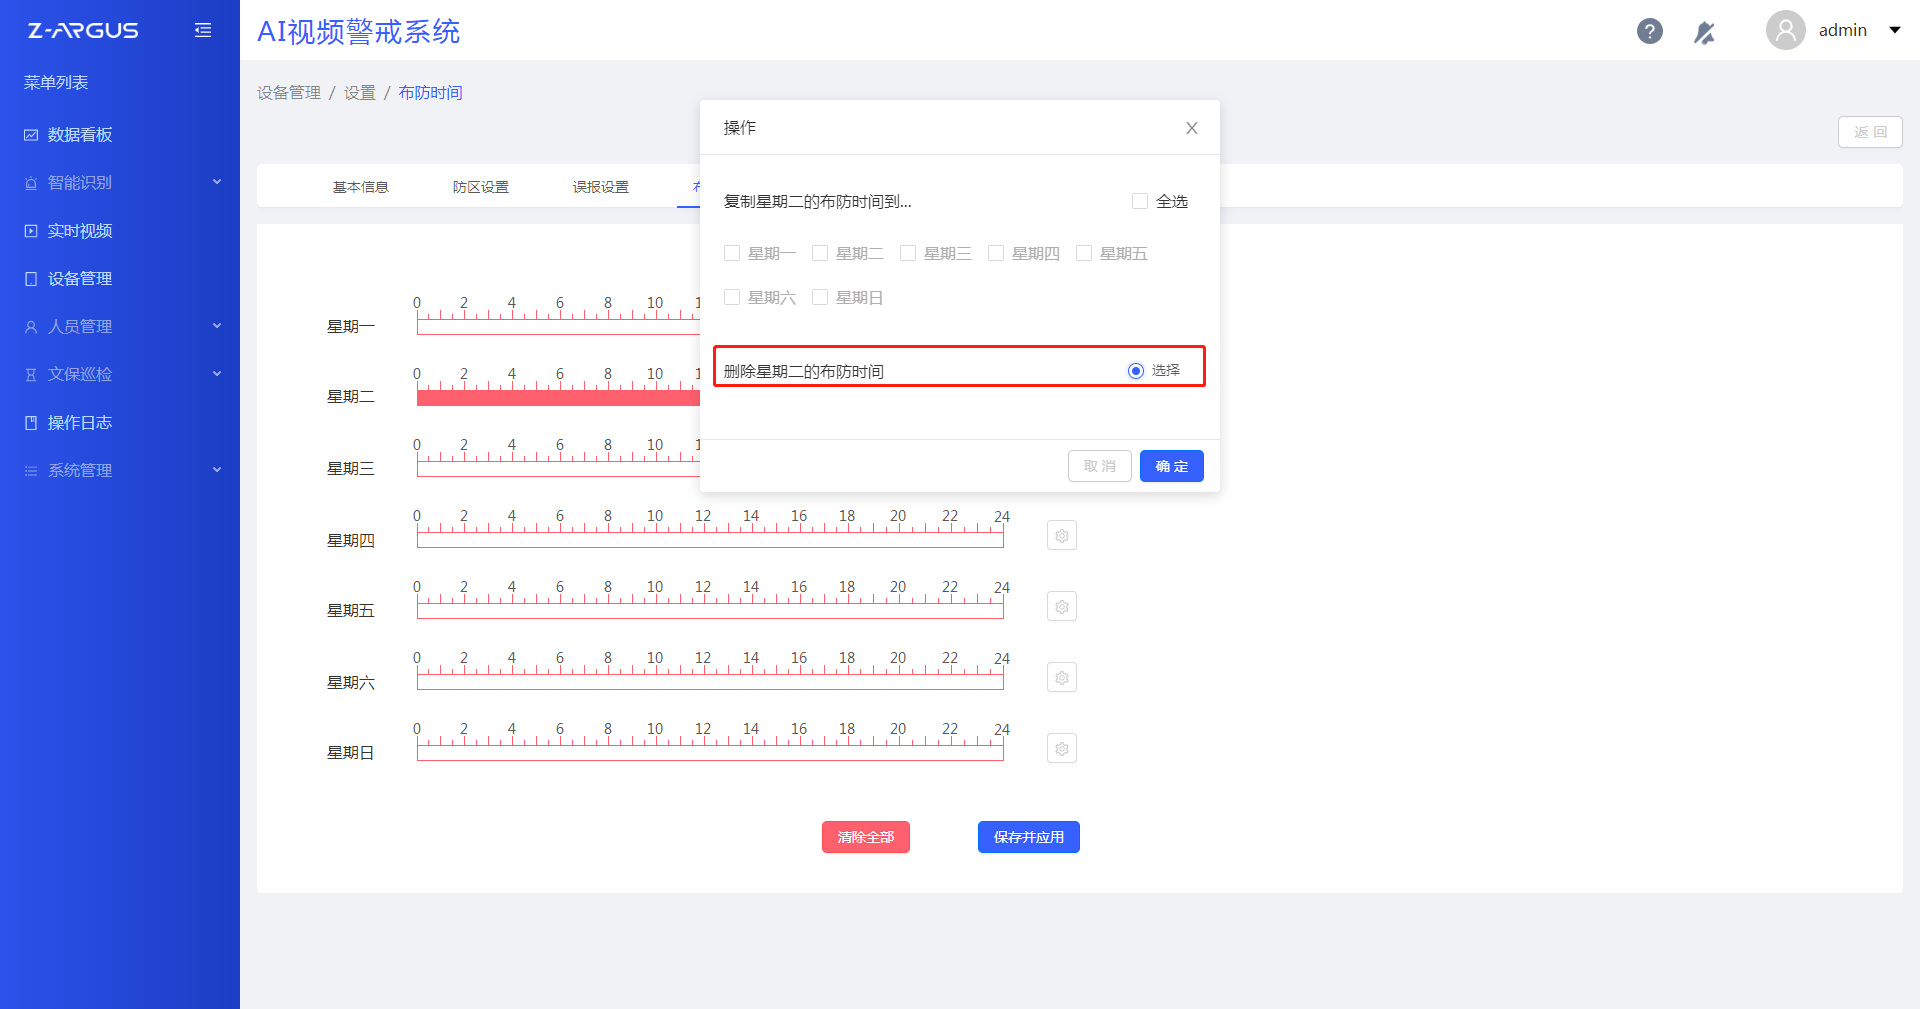 Z-ARGUS
AI视频警戒系统
?
admin
菜单列表
数据看板
智能识别
实时视频
设备管理
人员管理
文保巡检
操作日志
系统管理
设备管理 / 设置 / 布防时间
返 回
基本信息 防区设置 误报设置
操作
X
复制星期二的布防时间到...
全选
星期一 星期二 星期三 星期四 星期五
星期六 星期日
删除星期二的布防时间
选择
取 消 确 定
0 2 4 6 8 10
星期一
0 2 4 6 8 10
星期二
0 2 4 6 8 10
星期三
0 2 4 6 8 10 12 14 16 18 20 22 24
星期四
0 2 4 6 8 10 12 14 16 18 20 22 24
星期五
0 2 4 6 8 10 12 14 16 18 20 22 24
星期六
0 2 4 6 8 10 12 14 16 18 20 22 24
星期日
清除全部 保存并应用